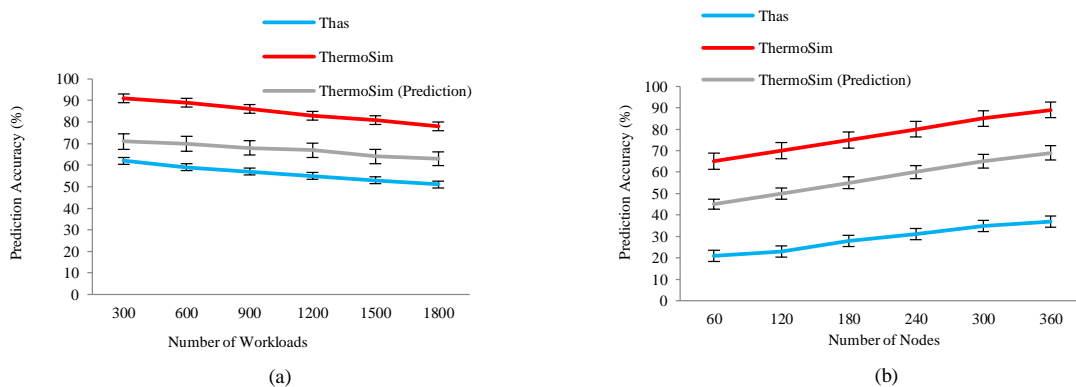 Thas
ThermoSim
ThermoSim (Prediction)
Prediction Accuracy (%)
100
90
80
70
60
50
40
30
20
10
0
300 600 900 1200 1500 1800
Number of Workloads
(a)
Thas
ThermoSim
ThermoSim (Prediction)
Prediction Accuracy (%)
100
90
80
70
60
50
40
30
20
10
0
60 120 180 240 300 360
Number of Nodes
(b)